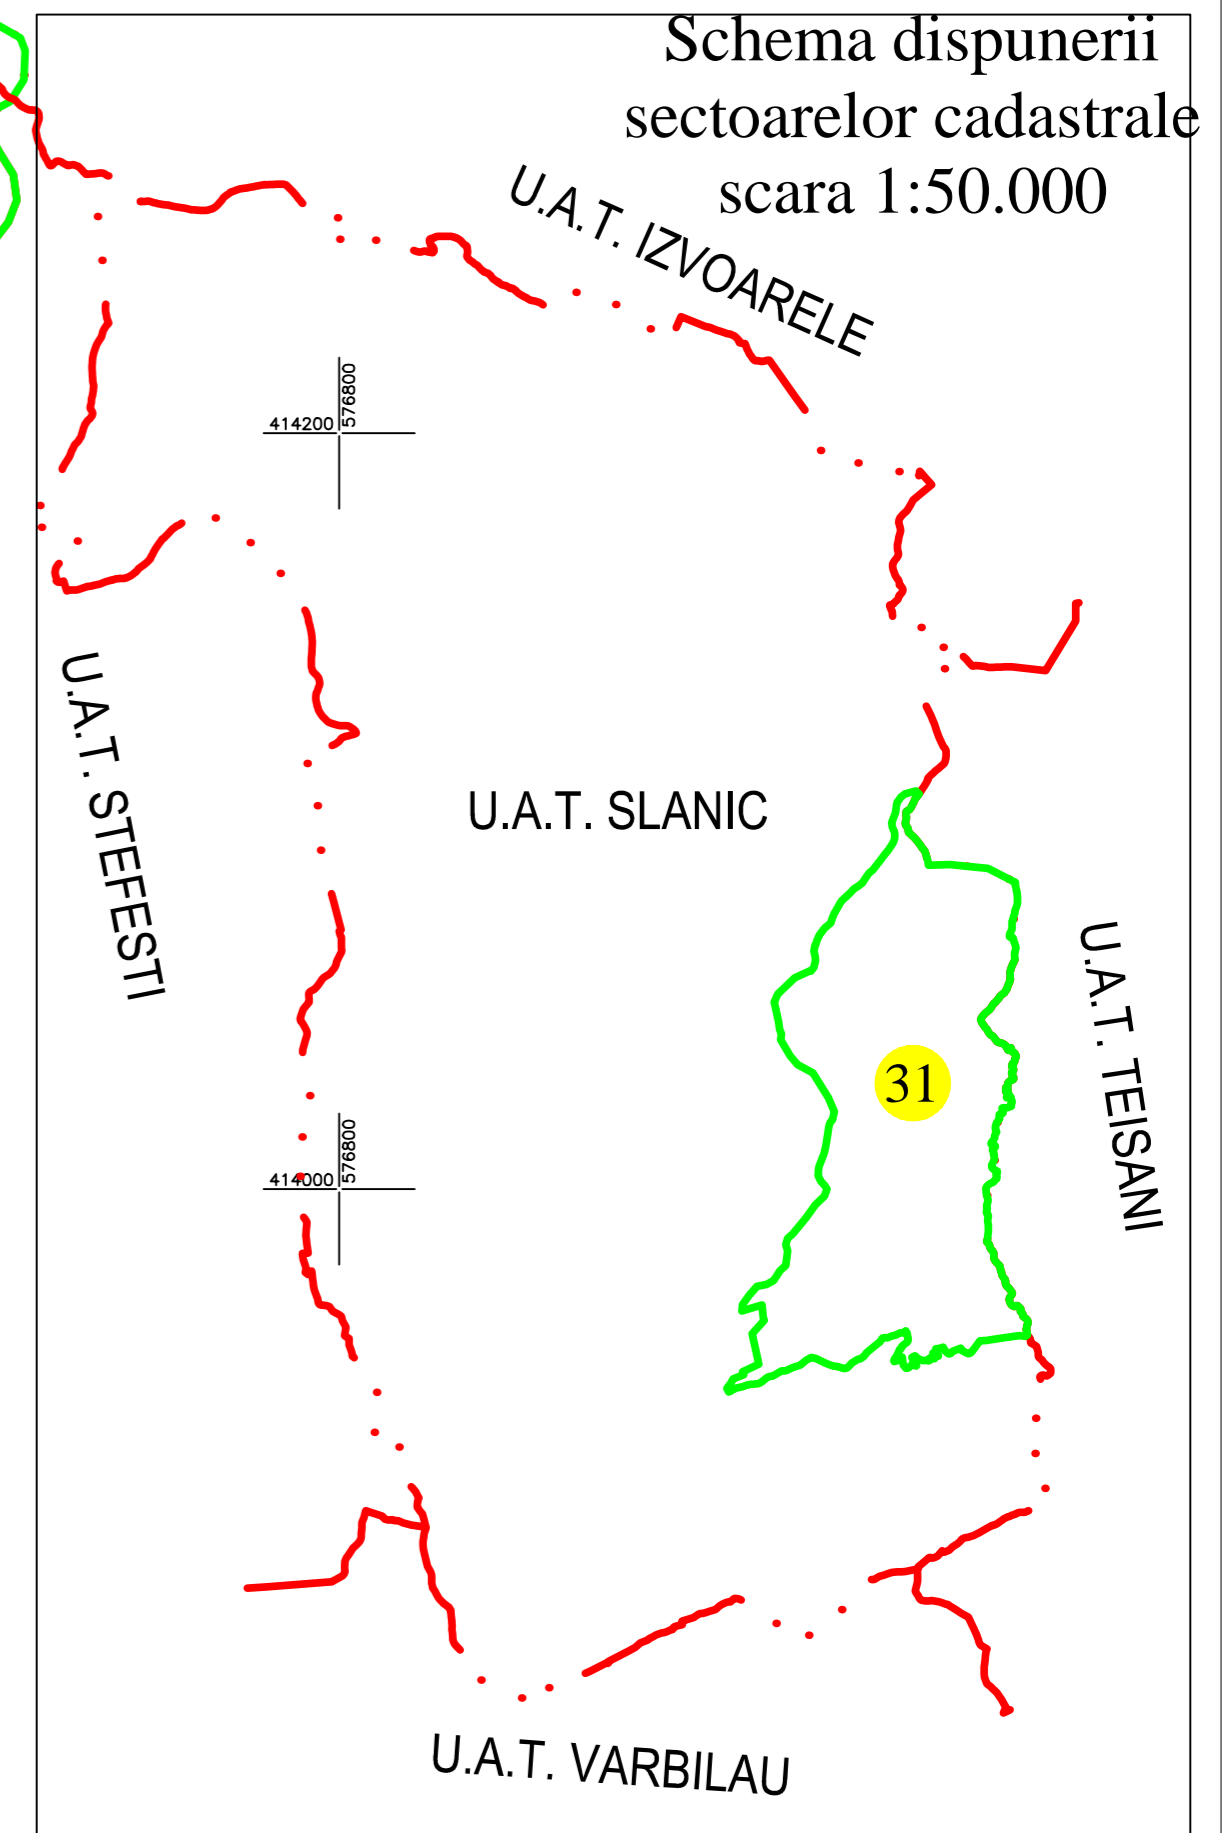 Schema dispunerii
sectoarelor cadastrale
scara 1:50.000
U.A.T. IZVOARELE
576800
414200
U.A.T. STEFESTI
U.A.T. SLANIC
U.A.T. TEISANI
31
576800
414000
U.A.T. VARBILAU